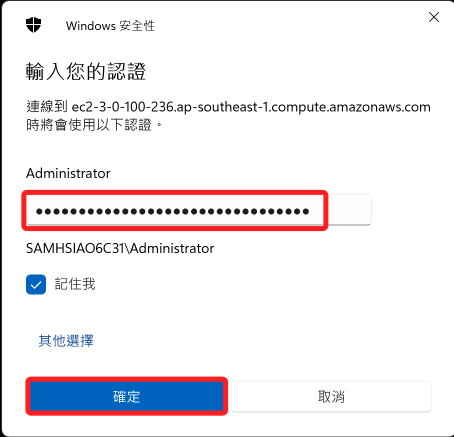 Windows 安全性
輸入您的認證
連線到 ec2-3-0-100-236.ap-southeast-1.compute.amazonaws.com
時將會使用以下認證。
Administrator
••••••••••••••••••••••••••••••••
SAMHSIAO6C31\Administrator
記住我
其他選擇
確定 取消